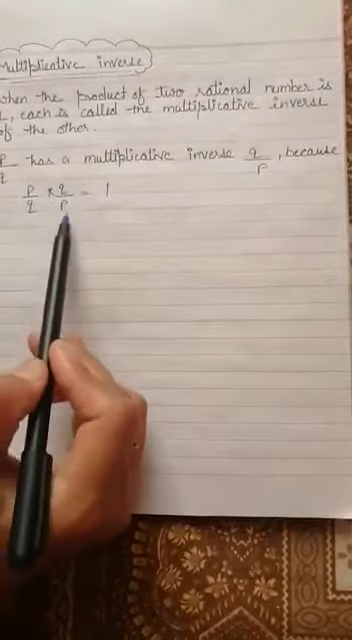 Multiplicative inverse
when the product of two rational number is
1, each is called the multiplicative inverse
of the other.
p/q has a multiplicative inverse q/p, because
p/q × q/p = 1